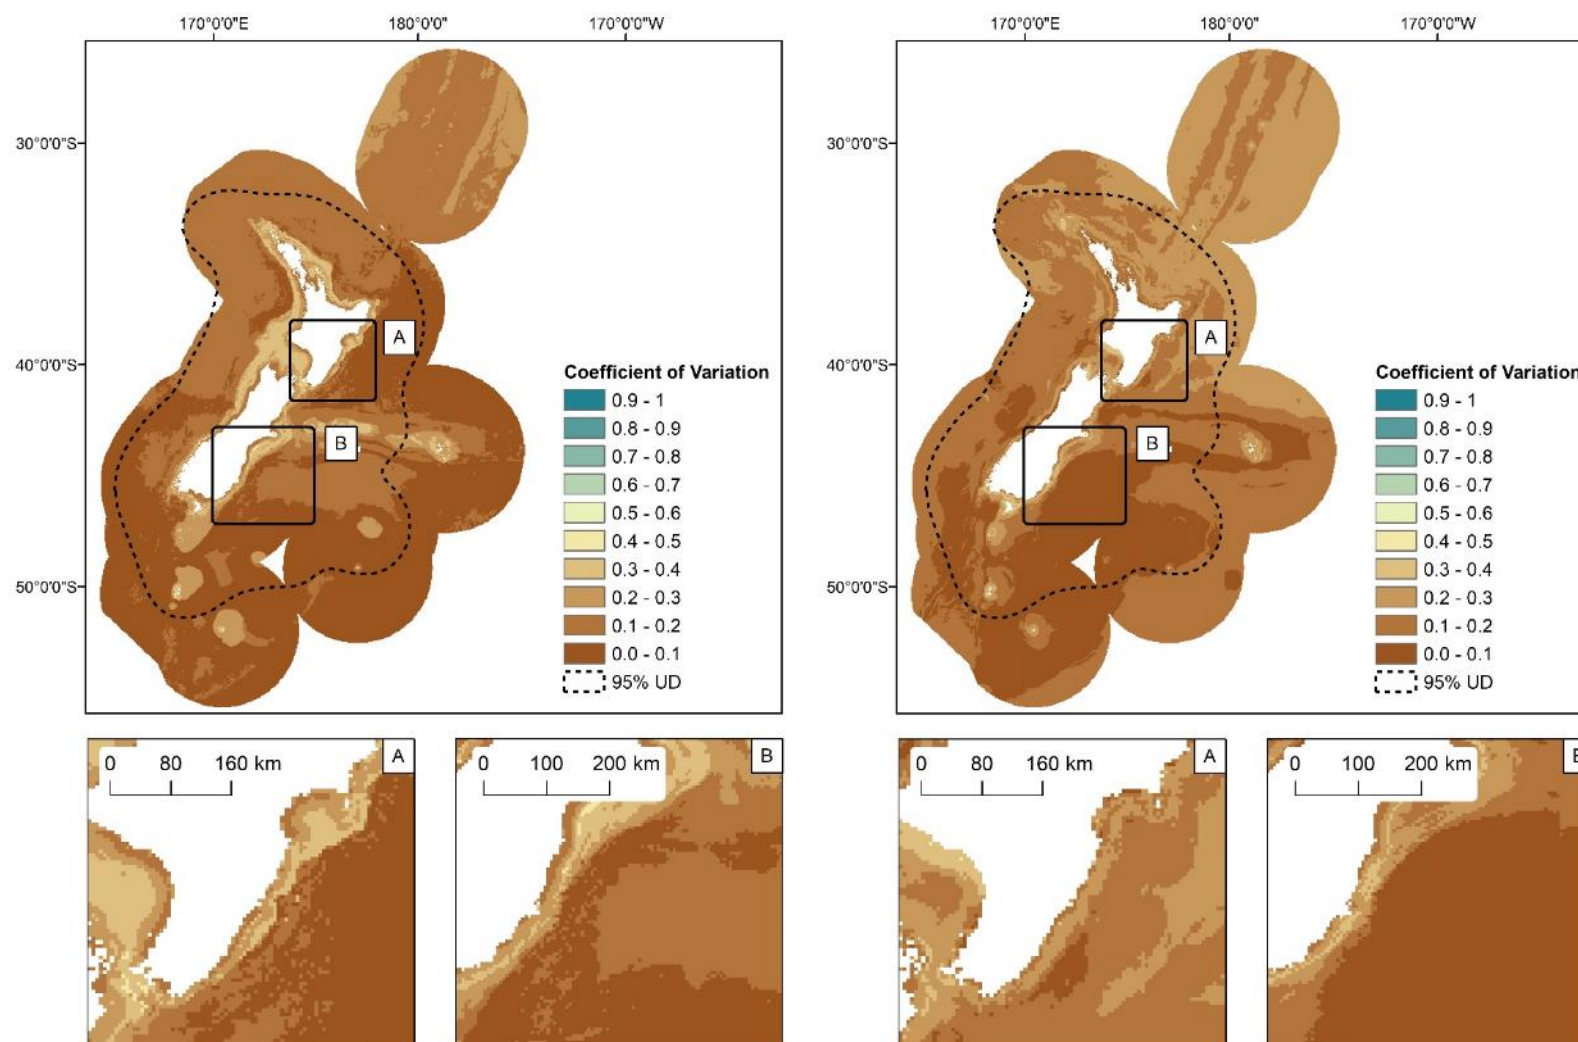 170°0'0"E 180°0'0" 170°0'0"W
30°0'0"S
40°0'0"S
50°0'0"S
A
B
Coefficient of Variation
0.9 - 1
0.8 - 0.9
0.7 - 0.8
0.6 - 0.7
0.5 - 0.6
0.4 - 0.5
0.3 - 0.4
0.2 - 0.3
0.1 - 0.2
0.0 - 0.1
95% UD
0 80 160 km
A
0 100 200 km
B
170°0'0"E 180°0'0" 170°0'0"W
30°0'0"S
40°0'0"S
50°0'0"S
A
B
Coefficient of Variation
0.9 - 1
0.8 - 0.9
0.7 - 0.8
0.6 - 0.7
0.5 - 0.6
0.4 - 0.5
0.3 - 0.4
0.2 - 0.3
0.1 - 0.2
0.0 - 0.1
95% UD
0 80 160 km
A
0 100 200 km